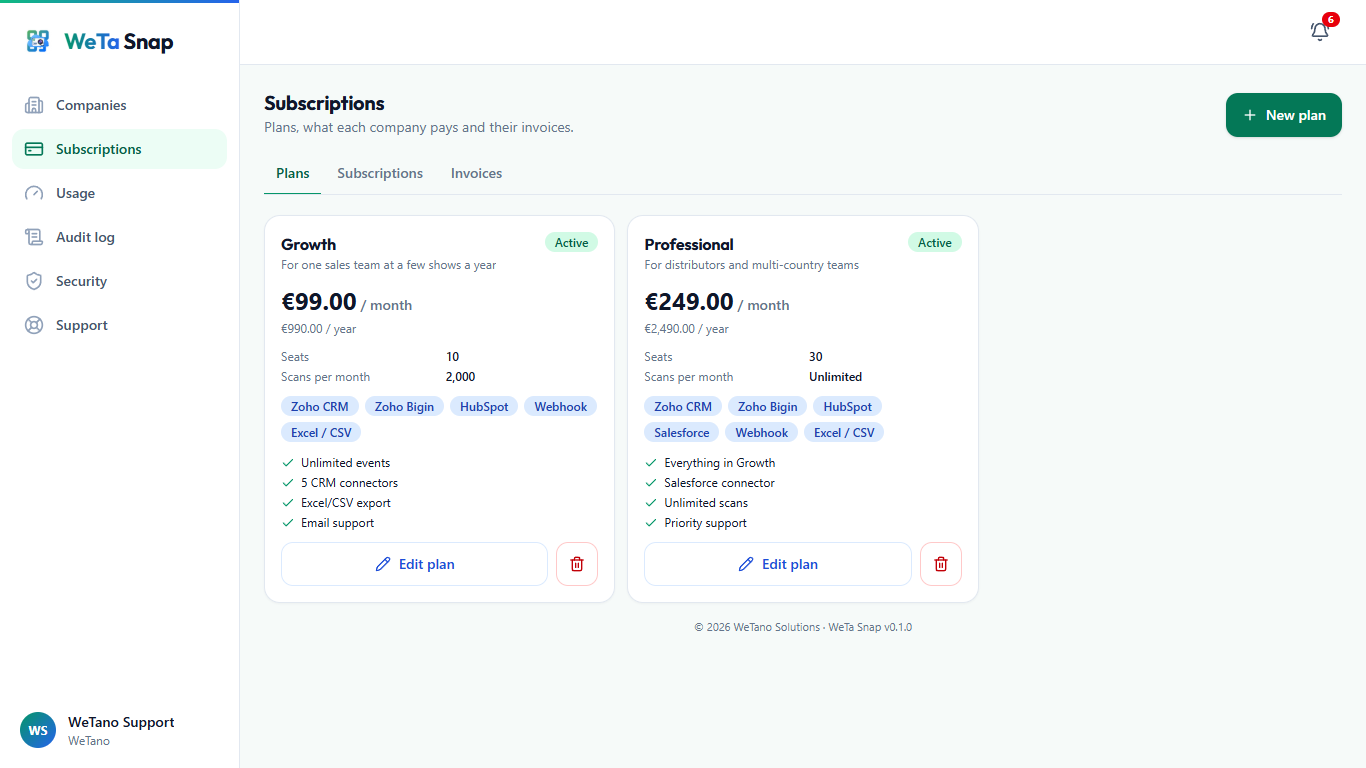 WeTa Snap
6
Companies
Subscriptions
Usage
Audit log
Security
Support
Subscriptions
Plans, what each company pays and their invoices.
New plan
Plans Subscriptions Invoices
Growth Active
For one sales team at a few shows a year
€99.00 / month
€990.00 / year
Seats 10
Scans per month 2,000
Zoho CRM Zoho Bigin HubSpot Webhook
Excel / CSV
Unlimited events
5 CRM connectors
Excel/CSV export
Email support
Edit plan
Professional Active
For distributors and multi-country teams
€249.00 / month
€2,490.00 / year
Seats 30
Scans per month Unlimited
Zoho CRM Zoho Bigin HubSpot
Salesforce Webhook Excel / CSV
Everything in Growth
Salesforce connector
Unlimited scans
Priority support
Edit plan
© 2026 WeTano Solutions · WeTa Snap v0.1.0
WS
WeTano Support
WeTano